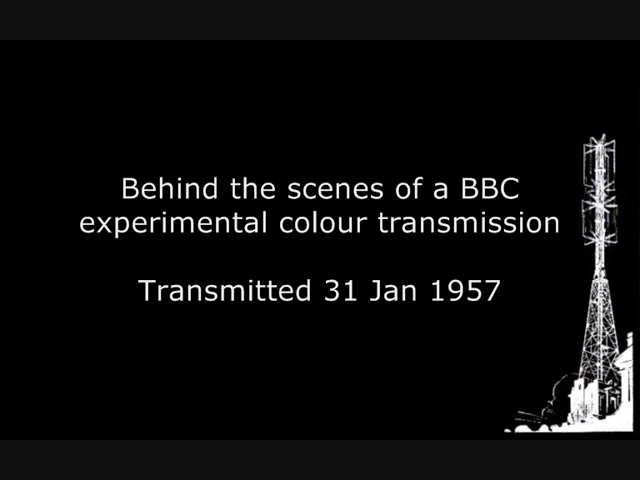 Behind the scenes of a BBC
experimental colour transmission
Transmitted 31 Jan 1957